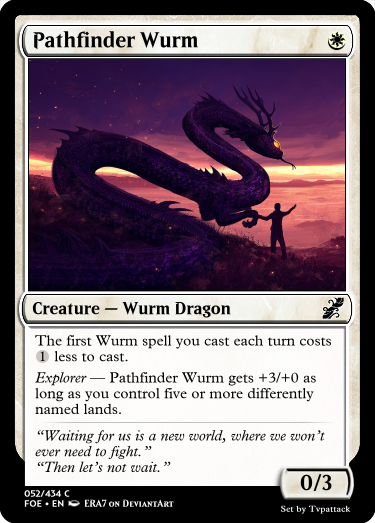 Pathfinder Wurm
Creature — Wurm Dragon
The first Wurm spell you cast each turn costs
1 less to cast.
Explorer — Pathfinder Wurm gets +3/+0 as
long as you control five or more differently
named lands.
“Waiting for us is a new world, where we won’t
ever need to fight.”
“Then let’s not wait.”
0/3
052/434 C
FOE • EN ERA7 on DeviantArt
Set by Tvpattack